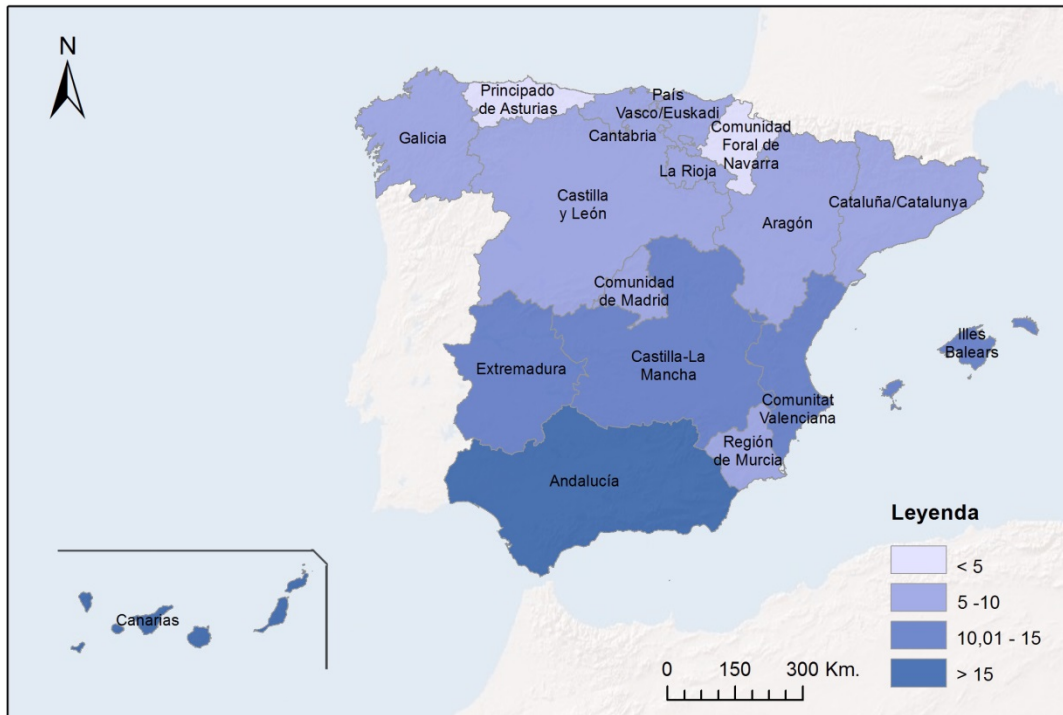 N
Principado
de Asturias
País
Vasco/Euskadi
Cantabria
Comunidad
Foral de
Navarra
Galicia
La Rioja
Castilla
y León
Aragón
Cataluña/Catalunya
Comunidad
de Madrid
Illes
Balears
Extremadura
Castilla-La
Mancha
Comunitat
Valenciana
Región
de Murcia
Andalucía
Canarias
Leyenda
< 5
5 -10
10,01 - 15
> 15
0 150 300 Km.